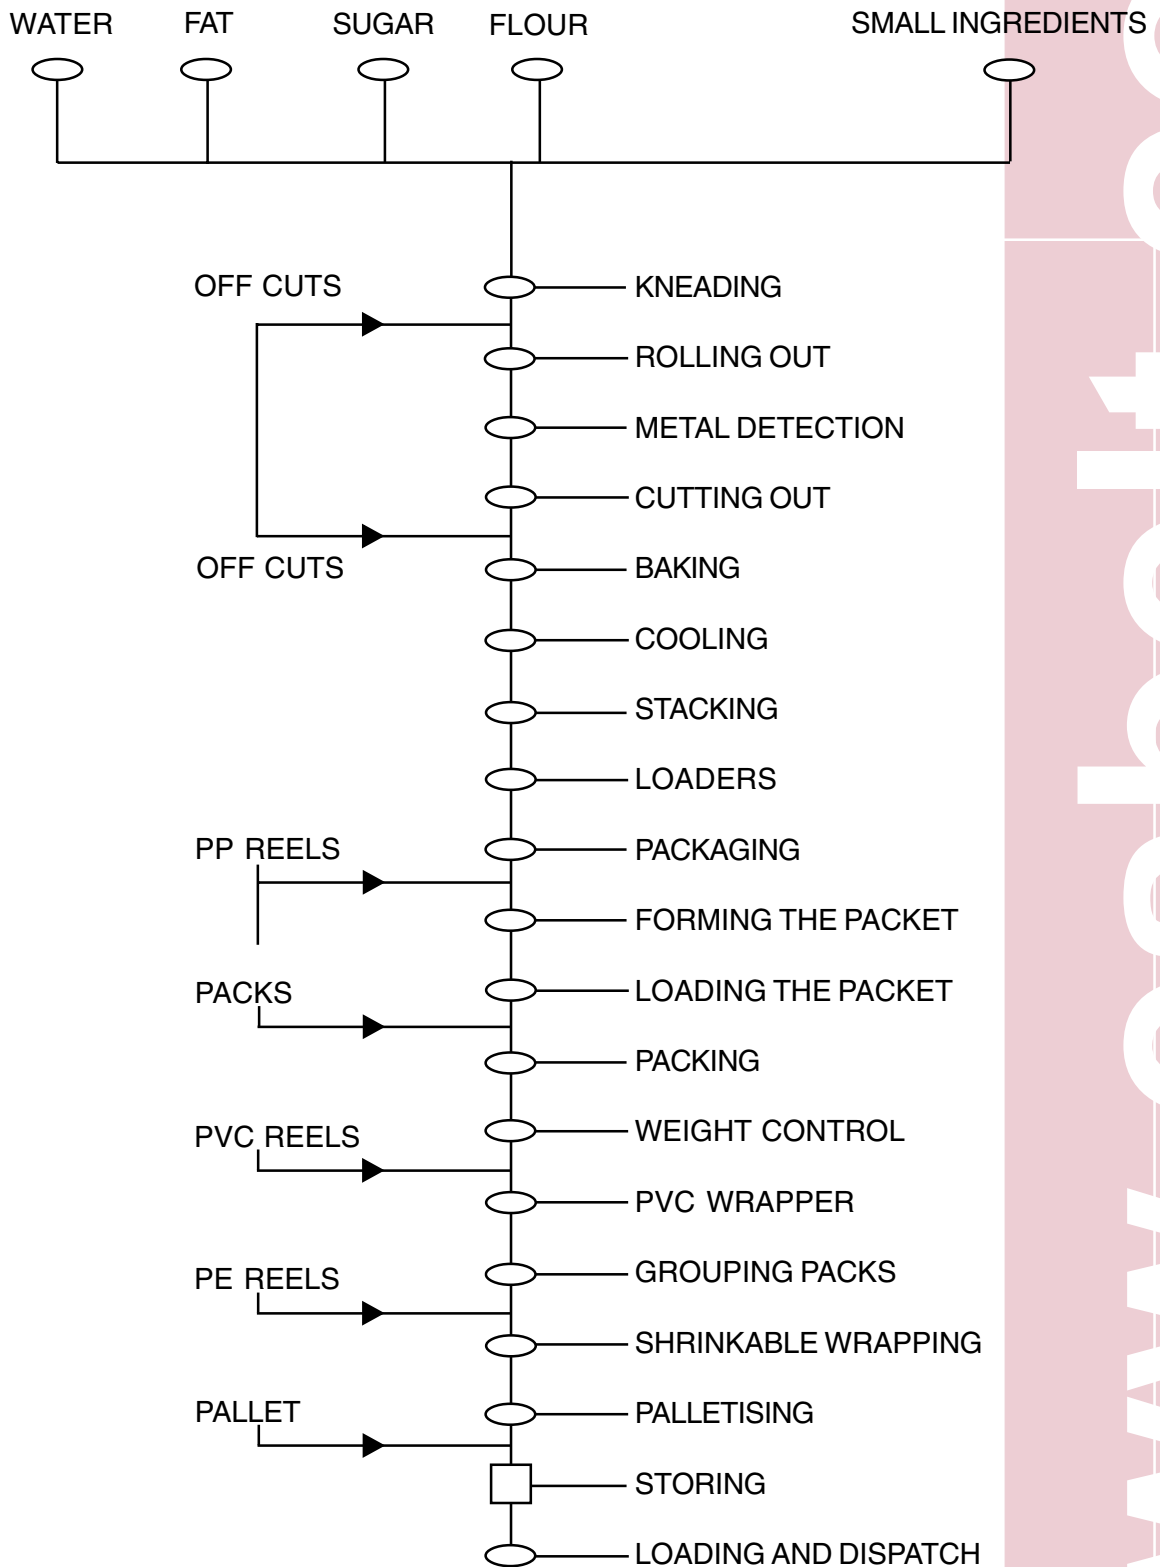 WATER FAT SUGAR FLOUR SMALL INGREDIENTS
OFF CUTS KNEADING
ROLLING OUT
METAL DETECTION
CUTTING OUT
OFF CUTS BAKING
COOLING
STACKING
LOADERS
PP REELS PACKAGING
FORMING THE PACKET
PACKS LOADING THE PACKET
PACKING
PVC REELS WEIGHT CONTROL
PVC WRAPPER
PE REELS GROUPING PACKS
SHRINKABLE WRAPPING
PALLET PALLETISING
STORING
LOADING AND DISPATCH